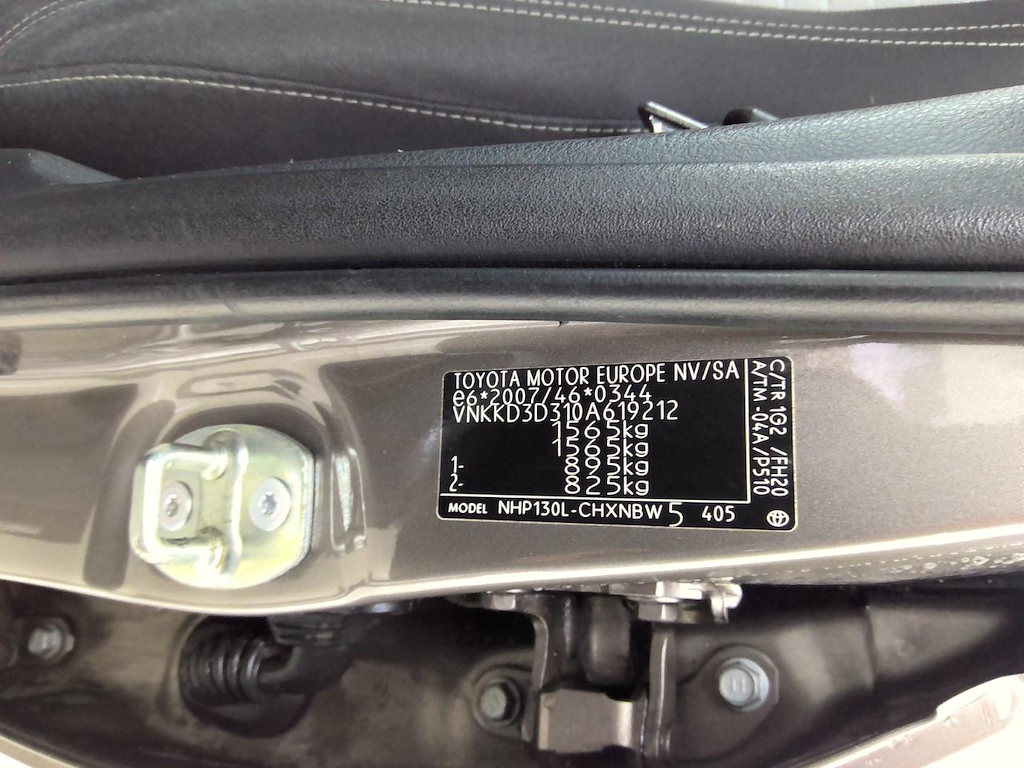 TOYOTA MOTOR EUROPE NV/SA
e6*2007/46*0344
VNKKD3D310A619212
1565kg
1565kg
1- 895kg
2- 825kg
MODEL NHP130L-CHXNBW 5 405
C/TR 1G2 /FH20
A/TM -04A/P510